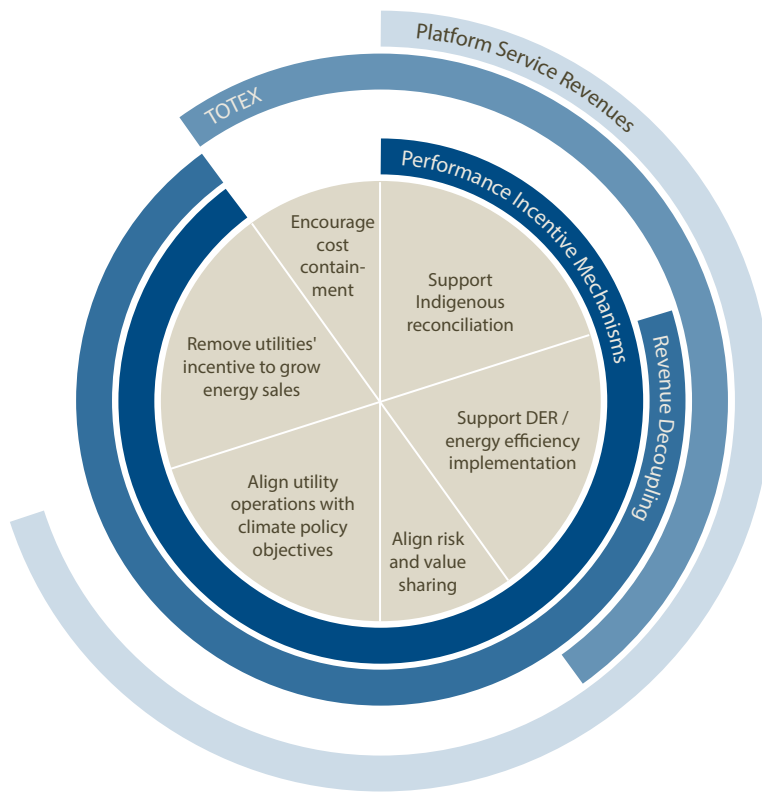 Platform Service Revenues
TOTEX
Performance Incentive Mechanisms
Revenue Decoupling
Encourage
cost
contain-
ment
Support
Indigenous
reconciliation
Remove utilities'
incentive to grow
energy sales
Support DER /
energy efficiency
implementation
Align utility
operations with
climate policy
objectives
Align risk
and value
sharing